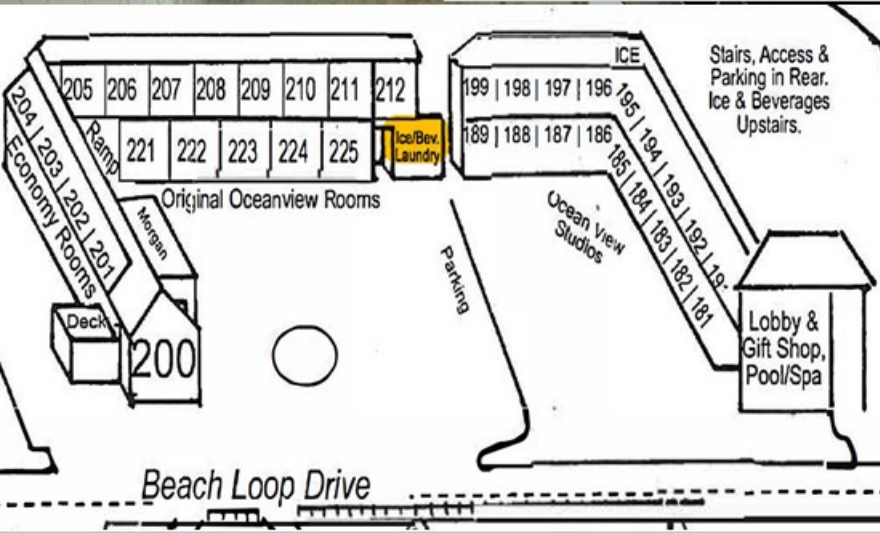 205 206 207 208 209 210 211 212
221 222 223 224 225
Ice/Bev.
Laundry
Ramp
Original Oceanview Rooms
204 | 203 | 202 | 201
Economy Rooms
Morgan
Deck
200
199 | 198 | 197 | 196
ICE
195 | 194 | 193 | 192 | 19-
189 | 188 | 187 | 186
185 | 184 | 183 | 182 | 181
Ocean View
Studios
Parking
Stairs, Access &
Parking in Rear.
Ice & Beverages
Upstairs.
Lobby &
Gift Shop,
Pool/Spa
Beach Loop Drive